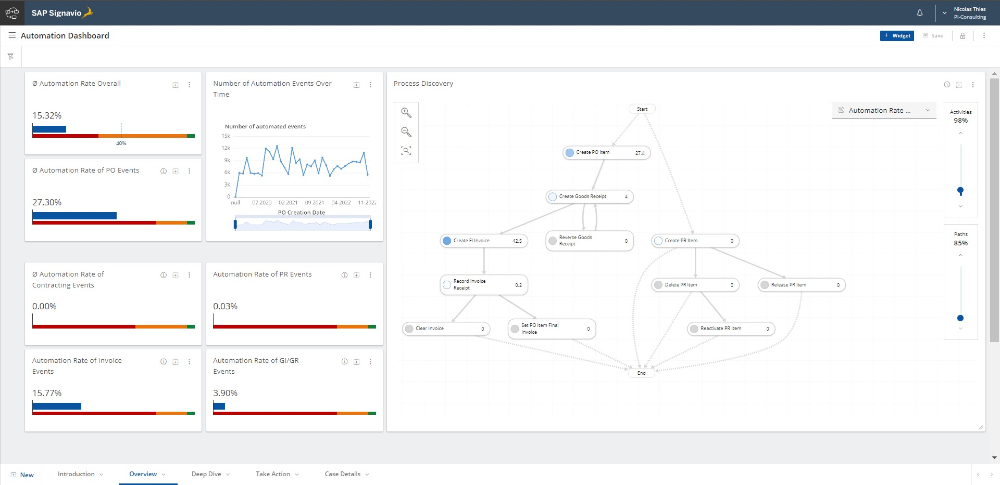 SAP Signavio
Nicolas Thies
PI-Consulting
Automation Dashboard
+ Widget
Save
Ø Automation Rate Overall
15.32%
40%
Number of Automation Events Over
Time
Number of automated events
15k
12k
9k
6k
3k
0
null
07 2020
02 2021
09 2021
04 2022
11 2022
PO Creation Date
Ø Automation Rate of PO Events
27.30%
Ø Automation Rate of
Contracting Events
0.00%
Automation Rate of PR Events
0.03%
Automation Rate of Invoice
Events
15.77%
Automation Rate of GI/GR
Events
3.90%
Process Discovery
Start
Automation Rate ...
Activities
98%
Create PO Item 27.4
Create Goods Receipt 4
Create FI Invoice 42.5
Reverse Goods
Receipt 0
Create PR Item 0
Paths
85%
Record Invoice
Receipt 0.2
Delete PR Item 0
Release PR Item 0
Clear Invoice 0
Set PO Item Final
Invoice 0
Reactivate PR Item 0
End
New
Introduction
Overview
Deep Dive
Take Action
Case Details